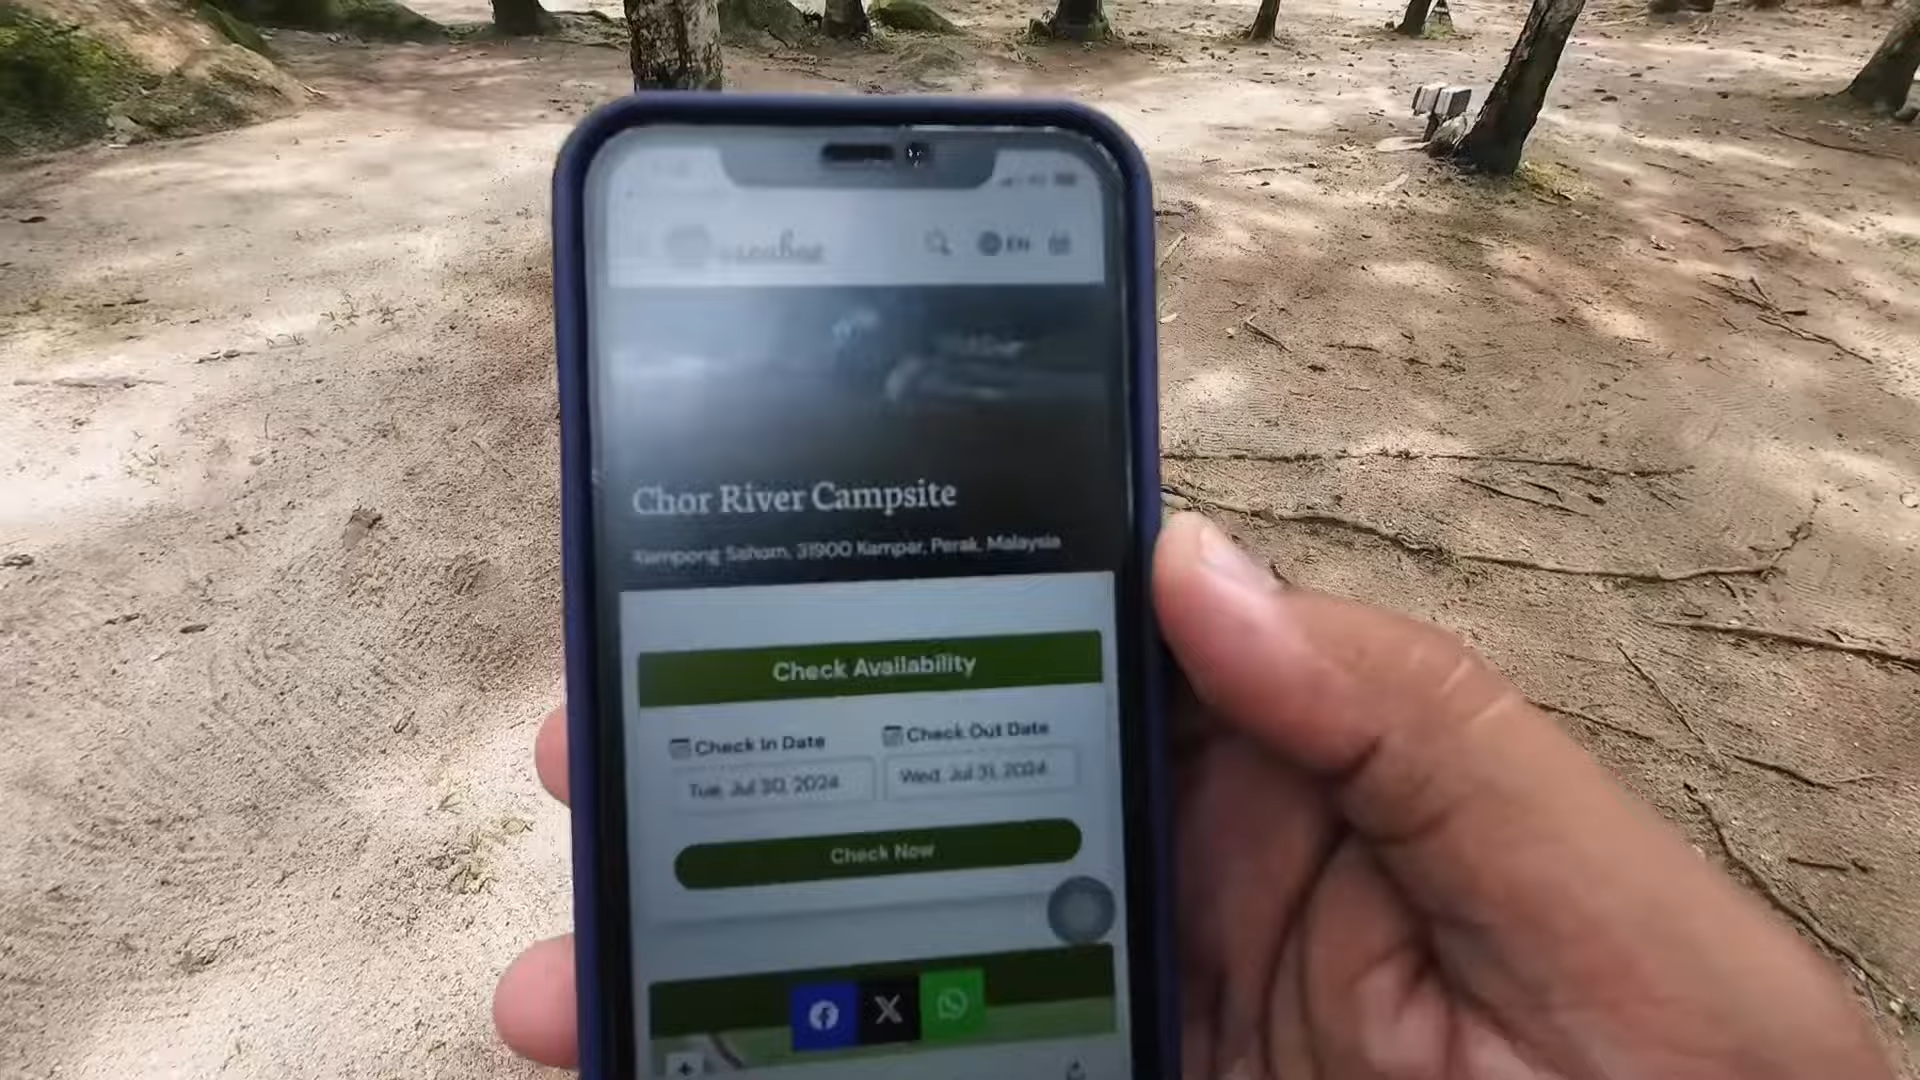 EN
Chor River Campsite
Kampong Sahom, 31900 Kampar, Perak, Malaysia
Check Availability
Check In Date
Check Out Date
Tue, Jul 30, 2024
Wed, Jul 31, 2024
Check Now